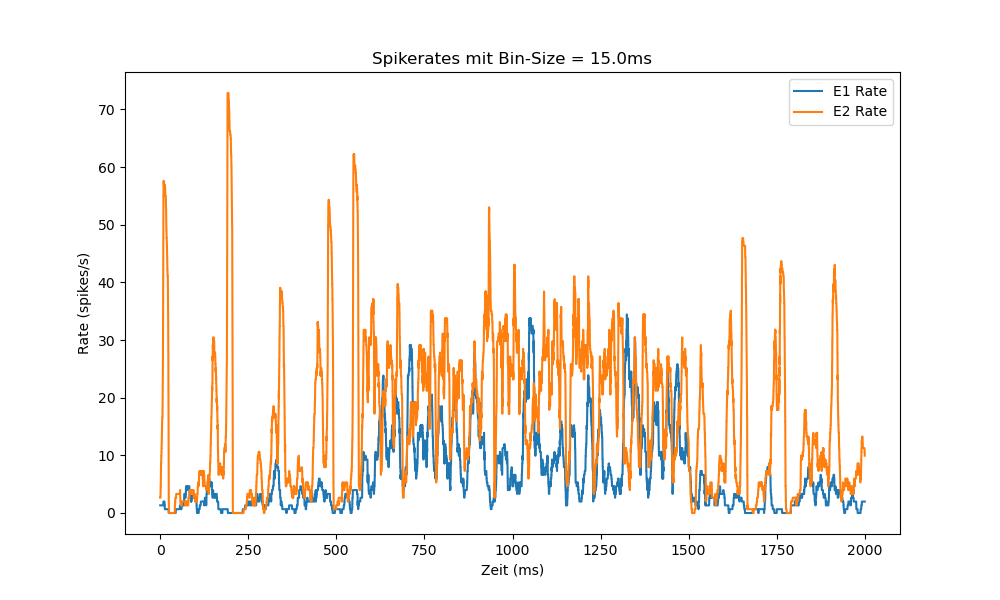 Spikerates mit Bin-Size = 15.0ms
E1 Rate
E2 Rate
70
60
50
40
30
20
10
0
Rate (spikes/s)
0 250 500 750 1000 1250 1500 1750 2000
Zeit (ms)